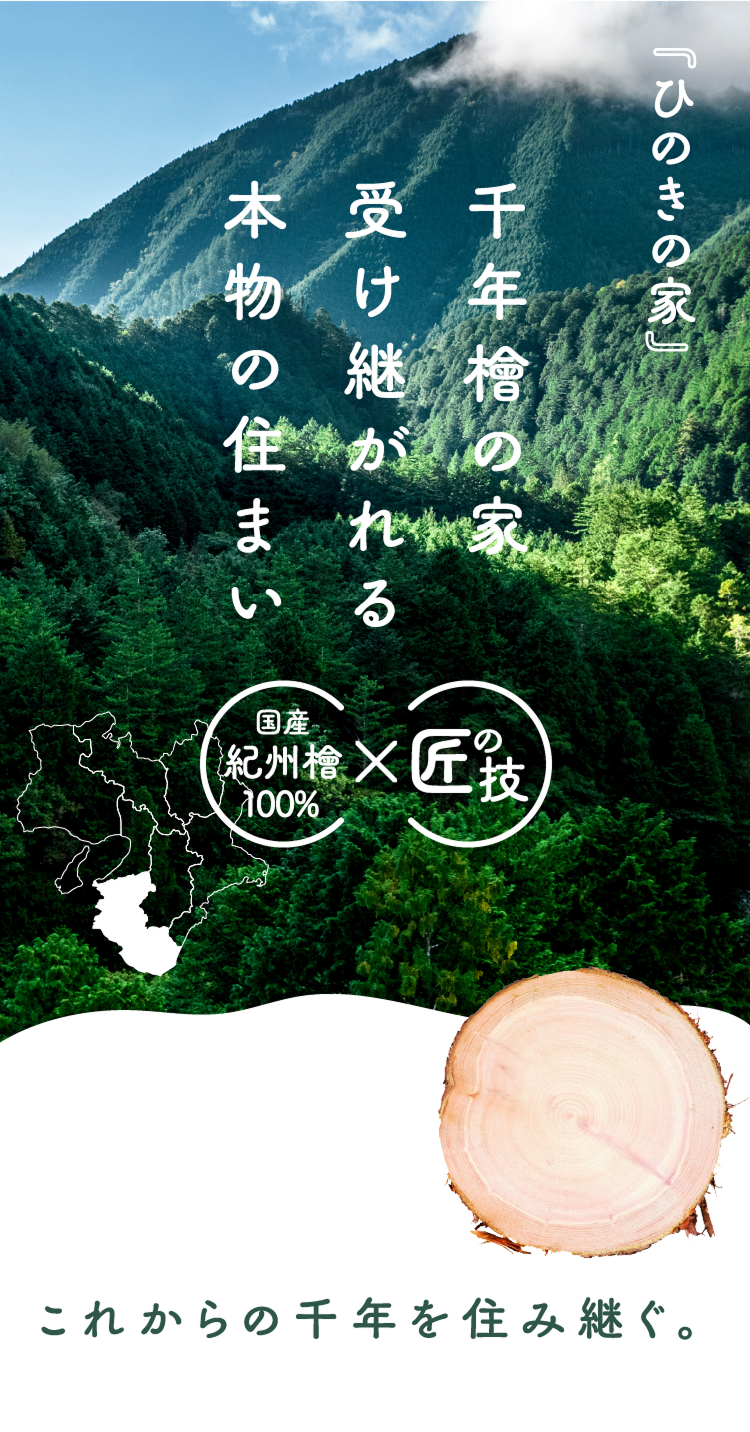 『ひのきの家』
千年檜の家
受け継がれる
本物の住まい
国産
紀州檜
100%
×
匠の技
これからの千年を住み継ぐ。